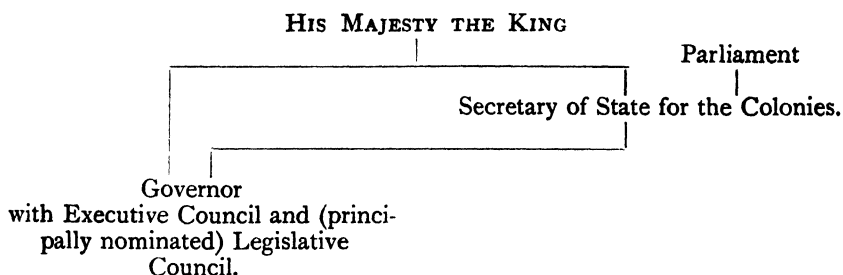 HIS MAJESTY THE KING
Parliament
Secretary of State for the Colonies.
Governor
with Executive Council and (princi-
pally nominated) Legislative
Council.